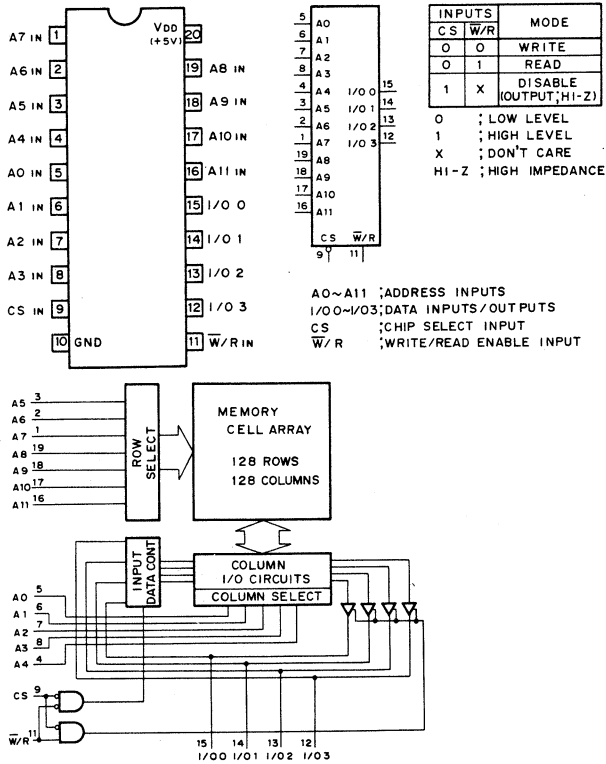 A7 IN 1
VDD (+5V) 20
A6 IN 2
19 A8 IN
A5 IN 3
18 A9 IN
A4 IN 4
17 A10 IN
A0 IN 5
16 A11 IN
A1 IN 6
15 I/O 0
A2 IN 7
14 I/O 1
A3 IN 8
13 I/O 2
CS IN 9
12 I/O 3
10 GND
11 W̅/R IN
5 A0
6 A1
7 A2
8 A3
4 A4 I/O 0 15
3 A5 I/O 1 14
2 A6 I/O 2 13
1 A7 I/O 3 12
19 A8
18 A9
17 A10
16 A11
CS W̅/R
9 11
INPUTS MODE
CS W̅/R
0 0 WRITE
0 1 READ
1 X DISABLE
(OUTPUT;HI-Z)
0 ; LOW LEVEL
1 ; HIGH LEVEL
X ; DON'T CARE
HI-Z ; HIGH IMPEDANCE
A0~A11 ;ADDRESS INPUTS
I/O0~I/O3;DATA INPUTS/OUTPUTS
CS ;CHIP SELECT INPUT
W̅/R ;WRITE/READ ENABLE INPUT
A5 3
A6 2
A7 1
A8 19
A9 18
A10 17
A11 16
ROW SELECT
MEMORY
CELL ARRAY
128 ROWS
128 COLUMNS
INPUT DATA CONT
COLUMN
I/O CIRCUITS
COLUMN SELECT
A0 5
A1 6
A2 7
A3 8
A4 4
CS 9
W̅/R 11
15 14 13 12
I/O0 I/O1 I/O2 I/O3